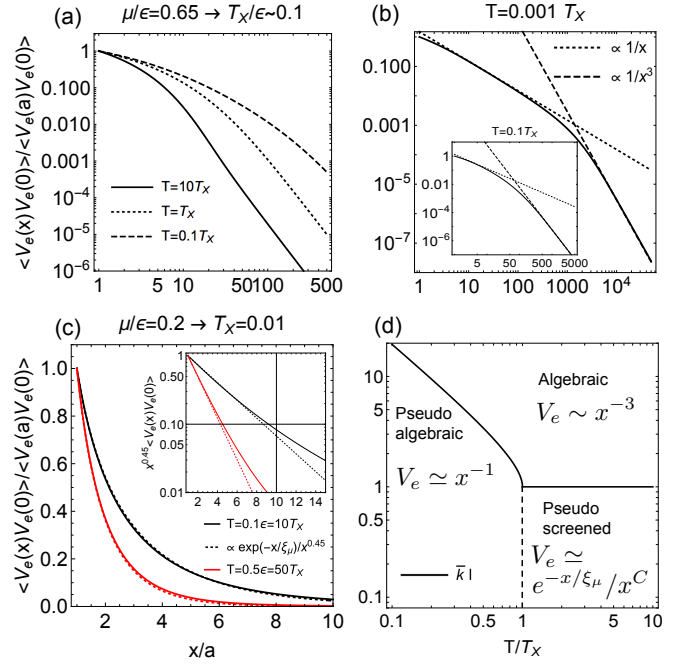 (a)
μ/ϵ=0.65 → T_X/ϵ~0.1
<V_e(x)V_e(0)>/<V_e(a)V_e(0)>
1
0.100
0.010
0.001
10^-4
10^-5
10^-6
T=10T_X
T=T_X
T=0.1T_X
1
5
10
50
100
500
(b)
T=0.001 T_X
∝ 1/x
∝ 1/x^3
0.100
0.001
10^-5
10^-7
1
10
100
1000
10^4
T=0.1T_X
1
0.01
10^-4
10^-6
5
50
500
5000
(c)
μ/ϵ=0.2 → T_X=0.01
<V_e(x)V_e(0)>/<V_e(a)V_e(0)>
1.0
0.8
0.6
0.4
0.2
0.0
2
4
6
8
10
x/a
x^0.45<V_e(x)V_e(0)>
1
0.50
0.10
0.05
0.01
2
4
6
8
10
12
14
T=0.1ϵ=10T_X
∝ exp(-x/ξ_μ)/x^0.45
T=0.5ϵ=50T_X
(d)
10
5
1
0.5
0.1
Algebraic
V_e ∼ x^{-3}
Pseudo
algebraic
V_e ≃ x^{-1}
Pseudo
screened
V_e ≃
e^{-x/ξ_μ}/x^C
k̅ l
0.1
0.5
1
5
10
T/T_X